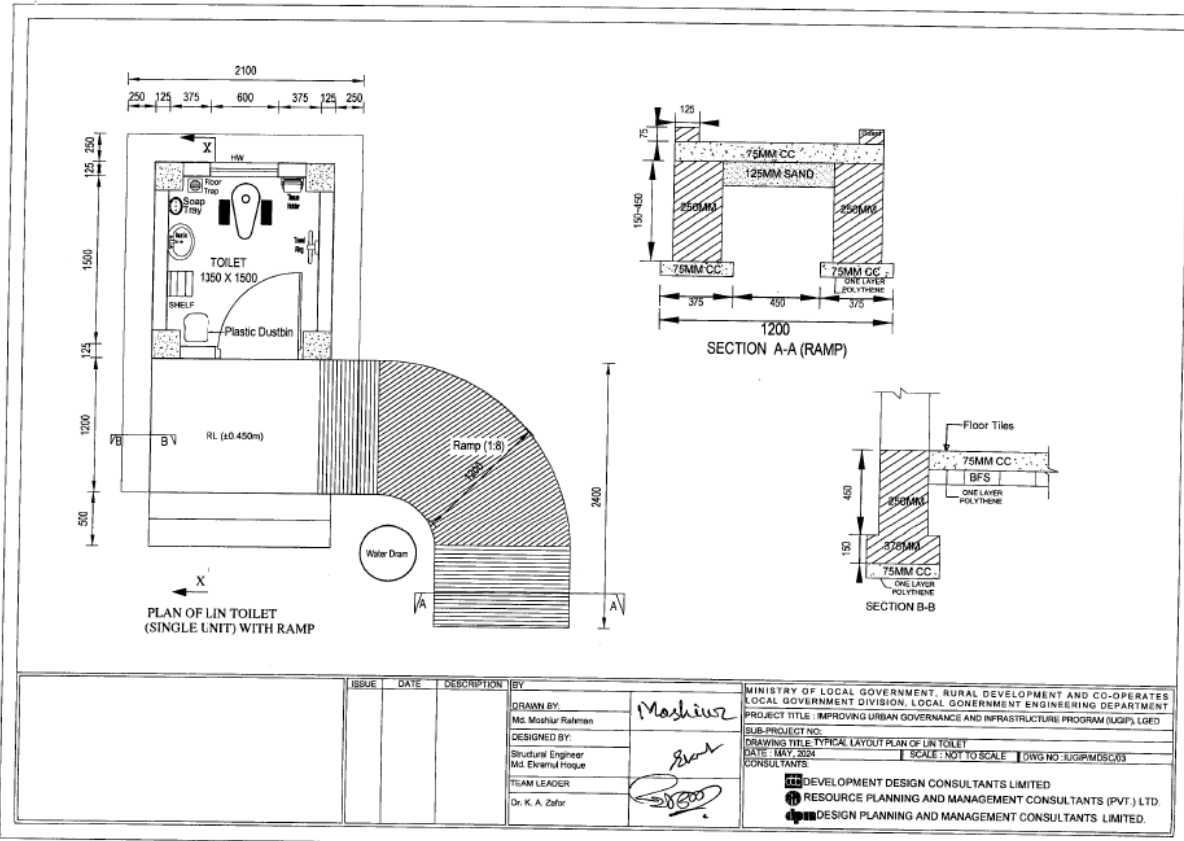 2100
250 125 375 600 375 125 250
250
125
1500
125
1200
500
X
HW
Floor
Trap
Soap
Tray
Tissue
Holder
Towel
Ring
TOILET
1350 X 1500
SHELF
Plastic Dustbin
B B
RL (±0.450m)
Ramp (1:8)
1200
2400
Water Dram
A A
X
PLAN OF LIN TOILET
(SINGLE UNIT) WITH RAMP
125
75
75MM CC
125MM SAND
150~450
250MM 250MM
75MM CC 75MM CC
ONE LAYER
POLYTHENE
375 450 375
1200
SECTION A-A (RAMP)
Floor Tiles
75MM CC
BFS
ONE LAYER
POLYTHENE
450
250MM
150
375MM
75MM CC
ONE LAYER
POLYTHENE
SECTION B-B
ISSUE DATE DESCRIPTION BY
DRAWN BY:
Md. Moshiur Rahman
Moshiur
DESIGNED BY:
Structural Engineer
Md. Ekramul Hoque
TEAM LEADER
Dr. K. A. Zafor
MINISTRY OF LOCAL GOVERNMENT, RURAL DEVELOPMENT AND CO-OPERATES
LOCAL GOVERNMENT DIVISION, LOCAL GONERNMENT ENGINEERING DEPARTMENT
PROJECT TITLE : IMPROVING URBAN GOVERNANCE AND INFRASTRUCTURE PROGRAM (IUGIP), LGED
SUB-PROJECT NO:
DRAWING TITLE: TYPICAL LAYOUT PLAN OF LIN TOILET
DATE : MAY, 2024 SCALE : NOT TO SCALE DWG NO : IUGIP/MDSC/03
CONSULTANTS:
DEVELOPMENT DESIGN CONSULTANTS LIMITED
RESOURCE PLANNING AND MANAGEMENT CONSULTANTS (PVT.) LTD.
dpm DESIGN PLANNING AND MANAGEMENT CONSULTANTS LIMITED.